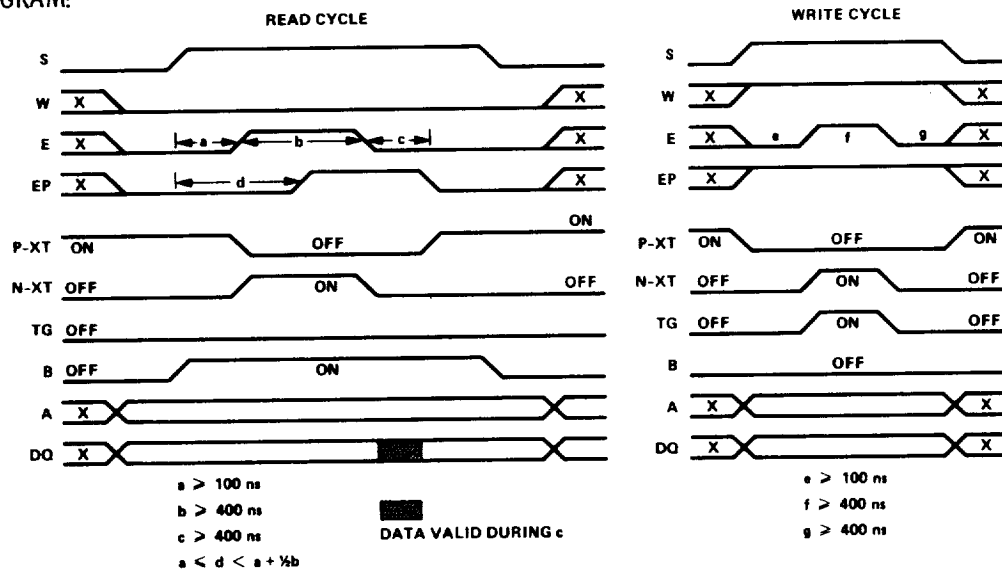 GRAM:
READ CYCLE
S
W X X
E X a b c X
EP X d X
P-XT ON OFF ON
N-XT OFF ON OFF
TG OFF
B OFF ON
A X
DQ X
a ≥ 100 ns
b ≥ 400 ns
c ≥ 400 ns
a ≤ d < a + ½b
DATA VALID DURING c
WRITE CYCLE
S
W X X
E X e f g X
EP X X
P-XT ON OFF ON
N-XT OFF ON OFF
TG OFF ON OFF
B OFF
A X X
DQ X X
e ≥ 100 ns
f ≥ 400 ns
g ≥ 400 ns